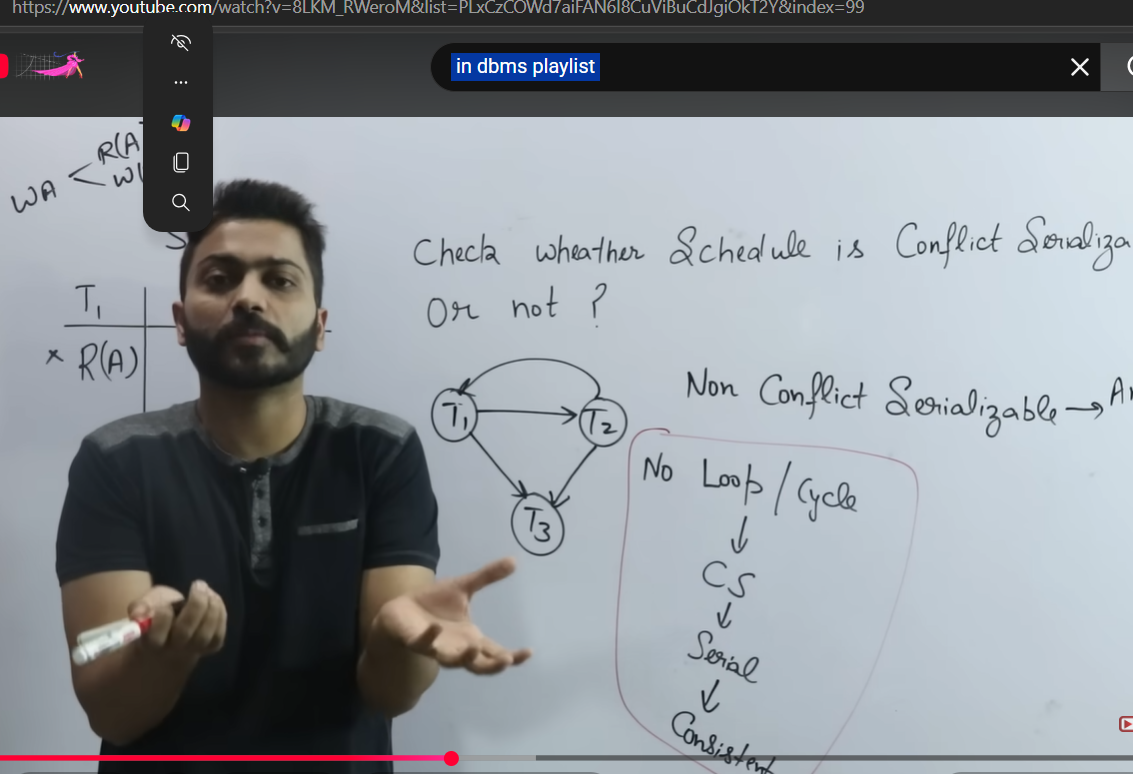 https://www.youtube.com/watch?v=8LKM_RWeroM&list=PLxCzCOWd7aiFAN6I8CuViBuCdJgiOkT2Y&index=99
in dbms playlist
WA < R(A
W(
S
Check wheather Schedule is Conflict Serializa
Or not ?
T1
× R(A)
T1 → T2
T3
Non Conflict Serializable →
No Loop / Cycle
↓
CS
↓
Serial
↓
Consistent